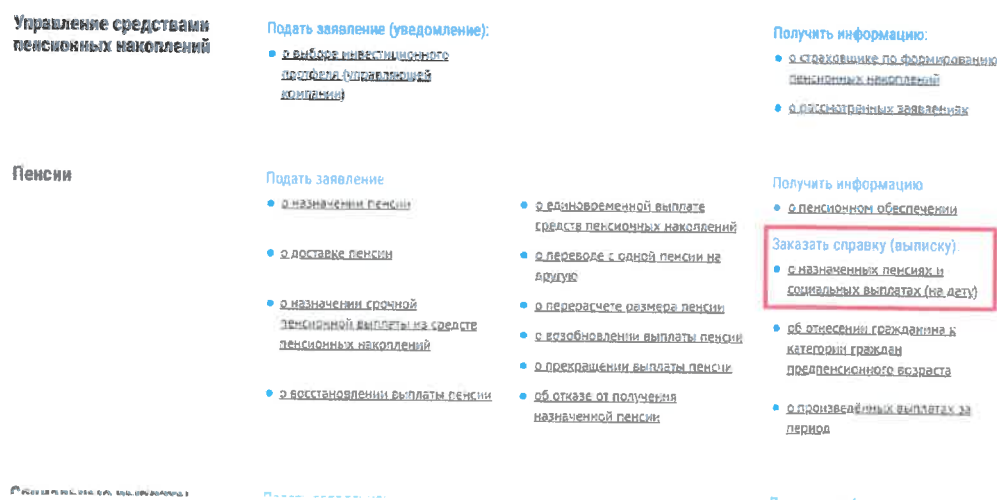 Управление средствами
пенсионных накоплений
Подать заявление (уведомление):
о выборе инвестиционного
портфеля (управляющей
компании)
Получить информацию:
о страховщике по формированию
пенсионных накоплений
о рассмотренных заявлениях
Пенсии
Подать заявление
о назначении пенсии
о доставке пенсии
о назначении срочной
пенсионной выплаты из средств
пенсионных накоплений
о восстановлении выплаты пенсии
о единовременной выплате
средств пенсионных накоплений
о переводе с одной пенсии на
другую
о перерасчете размера пенсии
о возобновлении выплаты пенсии
о прекращении выплаты пенсии
об отказе от получения
назначенной пенсии
Получить информацию
о пенсионном обеспечении
Заказать справку (выписку):
о назначенных пенсиях и
социальных выплатах (на дату)
об отнесении гражданина к
категории граждан
предпенсионного возраста
о произведённых выплатах за
период